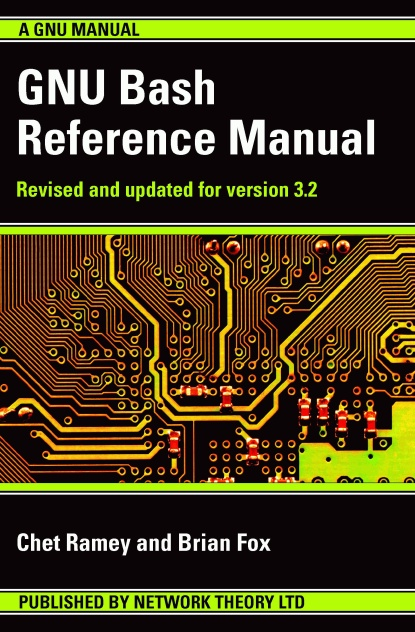 A GNU MANUAL
GNU Bash
Reference Manual
Revised and updated for version 3.2
Chet Ramey and Brian Fox
PUBLISHED BY NETWORK THEORY LTD